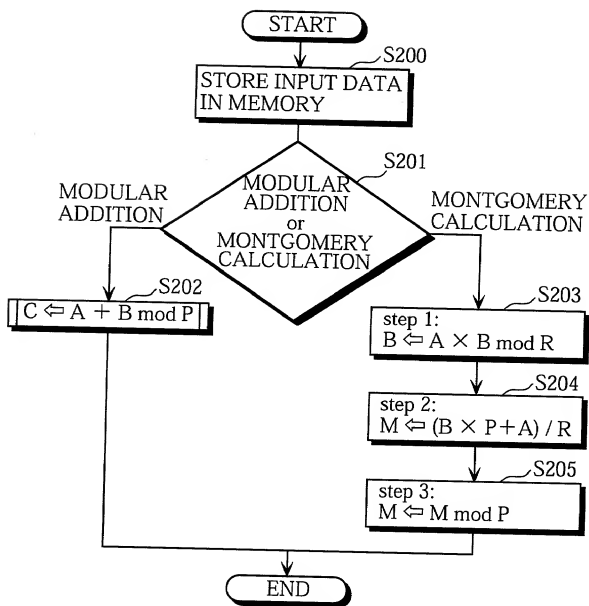 START
S200
STORE INPUT DATA
IN MEMORY
S201
MODULAR
ADDITION
or
MONTGOMERY
CALCULATION
MODULAR
ADDITION
MONTGOMERY
CALCULATION
S202
C ⇐ A + B mod P
S203
step 1:
B ⇐ A × B mod R
S204
step 2:
M ⇐ (B × P+A) / R
S205
step 3:
M ⇐ M mod P
END